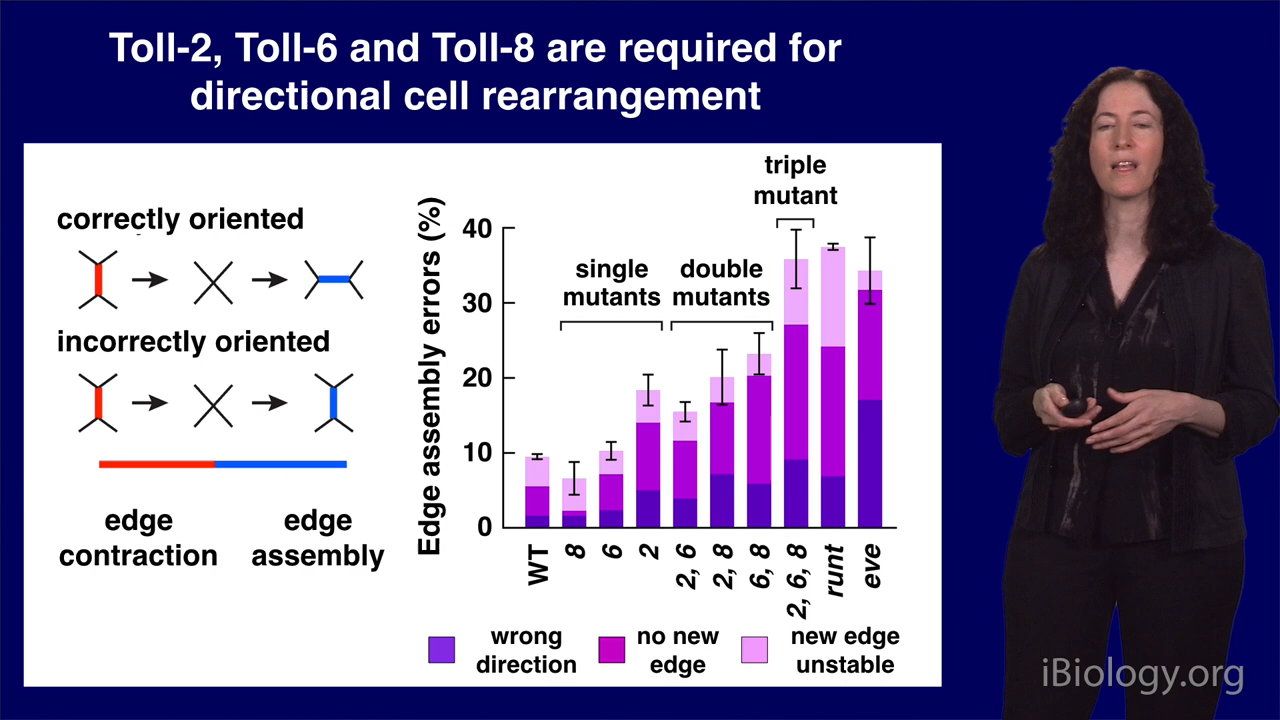 Toll-2, Toll-6 and Toll-8 are required for
directional cell rearrangement
correctly oriented
incorrectly oriented
edge
contraction
edge
assembly
Edge assembly errors (%)
40
30
20
10
0
single
mutants
double
mutants
triple
mutant
WT
8
6
2
2, 6
2, 8
6, 8
2, 6, 8
runt
eve
wrong
direction
no new
edge
new edge
unstable
iBiology.org